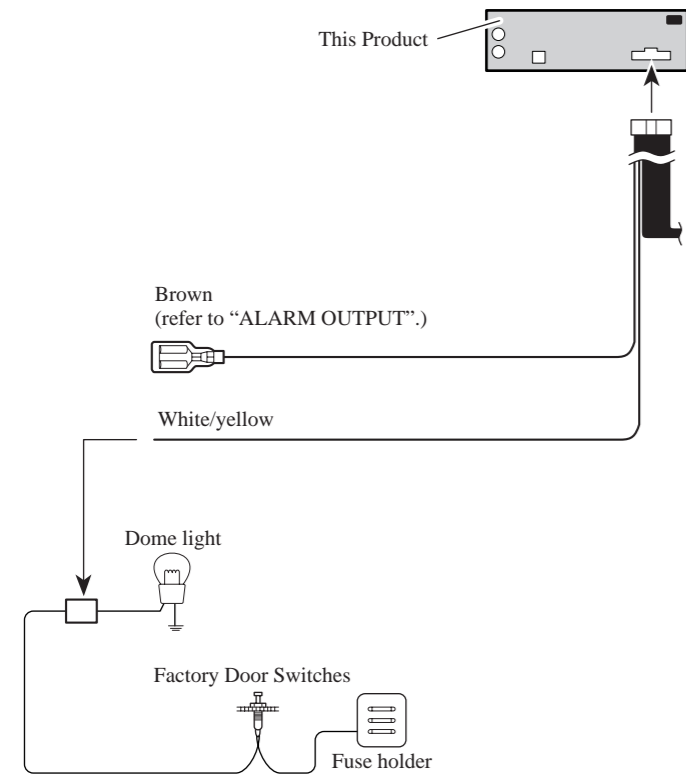 This Product
Brown
(refer to “ALARM OUTPUT”.)
White/yellow
Dome light
Factory Door Switches
Fuse holder